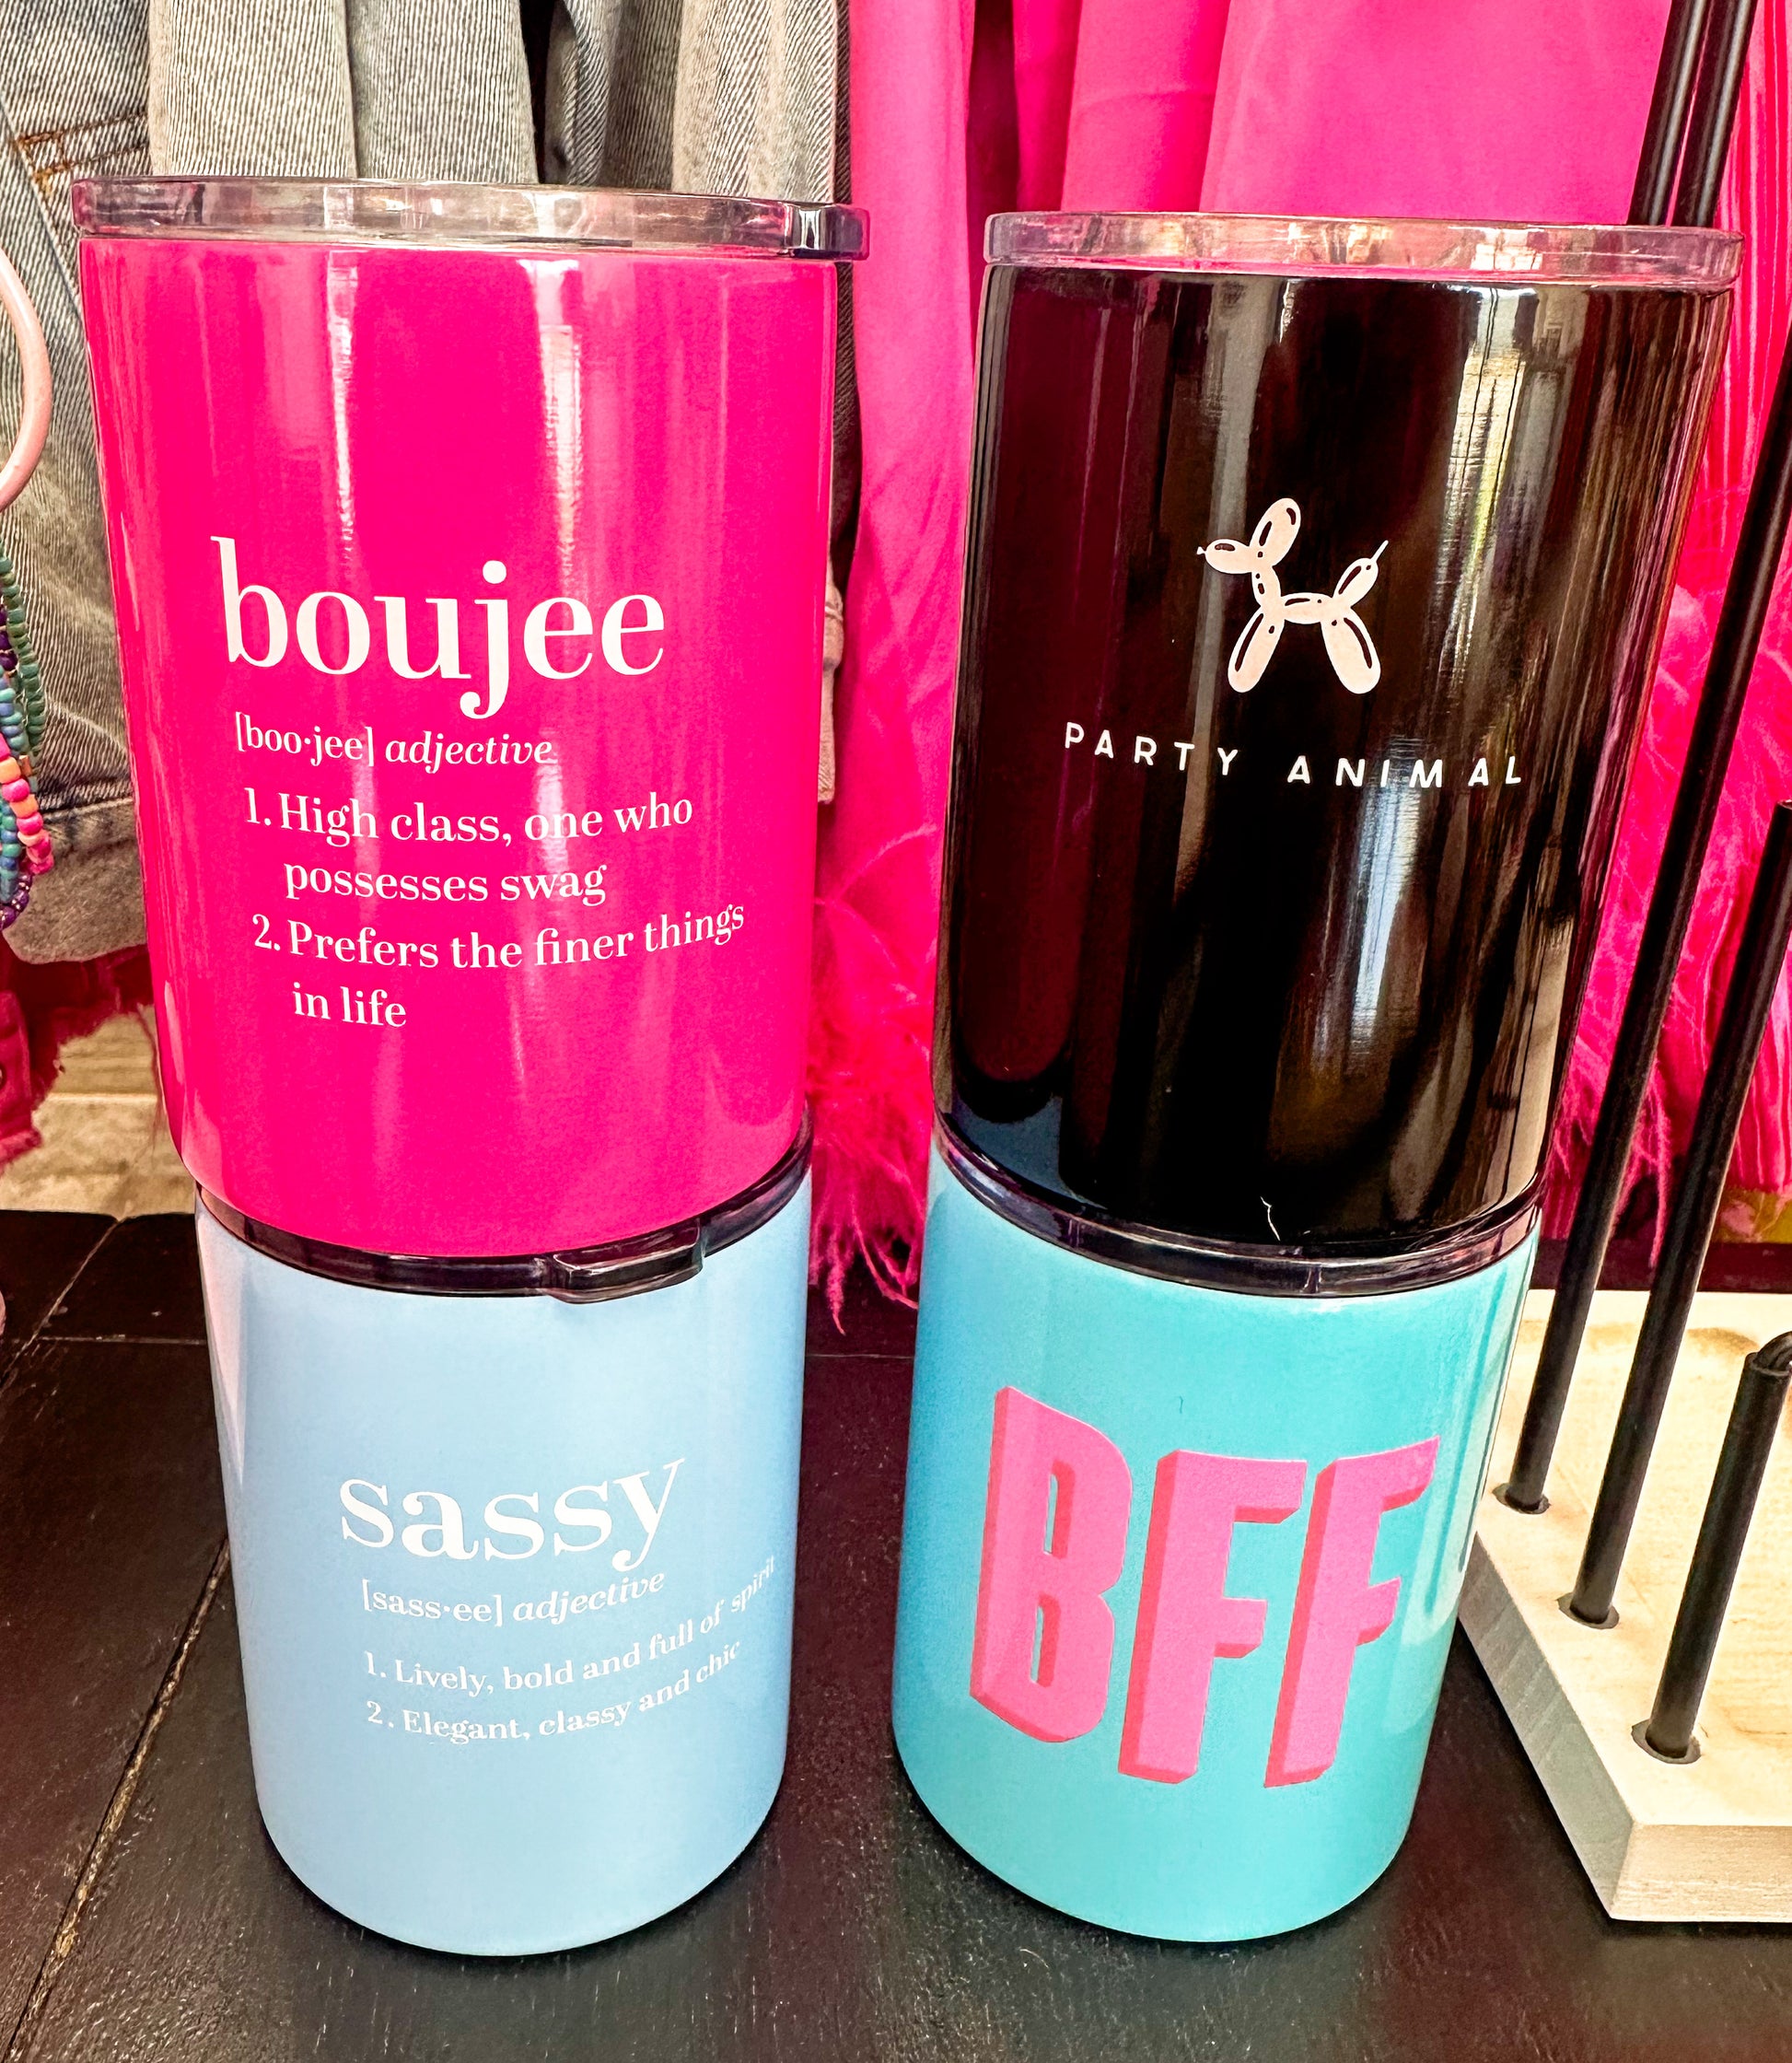 boujee
[boo·jee] adjective
1. High class, one who
possesses swag
2. Prefers the finer things
in life
PARTY ANIMAL
sassy
[sass·ee] adjective
1. Lively, bold and full of spirit
2. Elegant, classy and chic
BFF